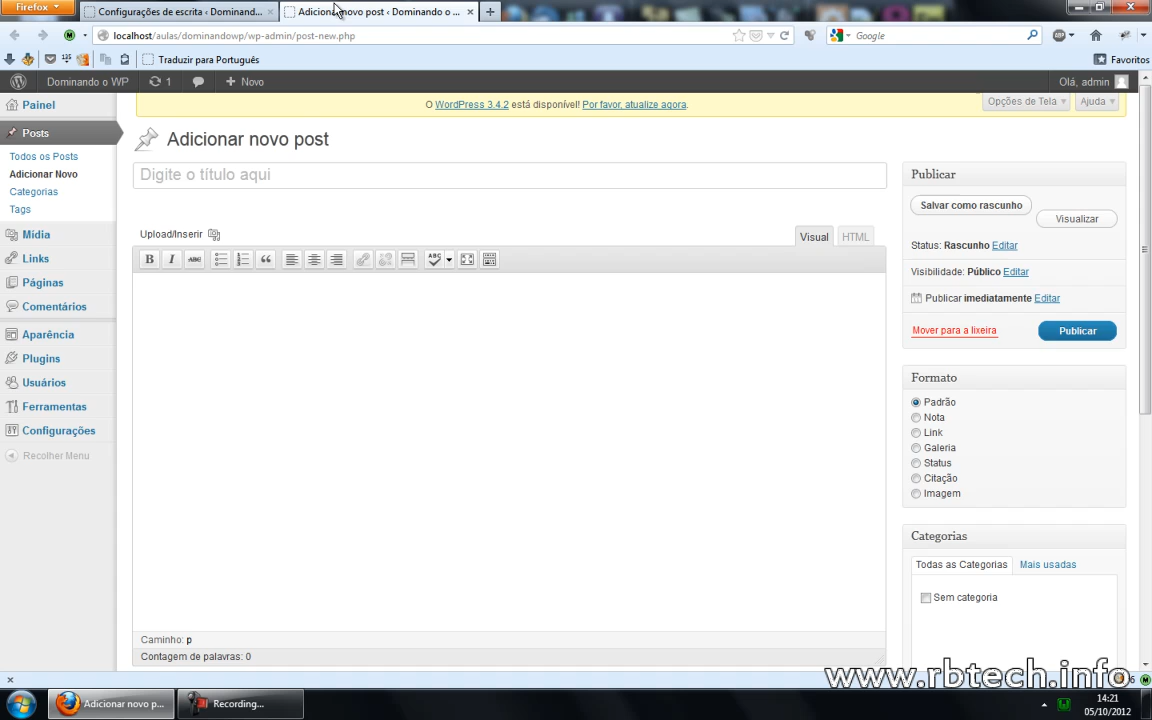 Firefox
Configurações de escrita ‹ Dominand...
Adicionar novo post ‹ Dominando o ...
localhost/aulas/dominandowp/wp-admin/post-new.php
Google
Traduzir para Português
Favoritos
Dominando o WP
1
Novo
Olá, admin
O WordPress 3.4.2 está disponível! Por favor, atualize agora.
Opções de Tela
Ajuda
Painel
Posts
Todos os Posts
Adicionar Novo
Categorias
Tags
Mídia
Links
Páginas
Comentários
Aparência
Plugins
Usuários
Ferramentas
Configurações
Recolher Menu
Adicionar novo post
Digite o título aqui
Upload/Inserir
Visual
HTML
B
I
ABC
ABC
Caminho: p
Contagem de palavras: 0
Publicar
Salvar como rascunho
Visualizar
Status: Rascunho Editar
Visibilidade: Público Editar
Publicar imediatamente Editar
Mover para a lixeira
Publicar
Formato
Padrão
Nota
Link
Galeria
Status
Citação
Imagem
Categorias
Todas as Categorias
Mais usadas
Sem categoria
www.rbtech.info
Adicionar novo p...
Recording...
14:21
05/10/2012